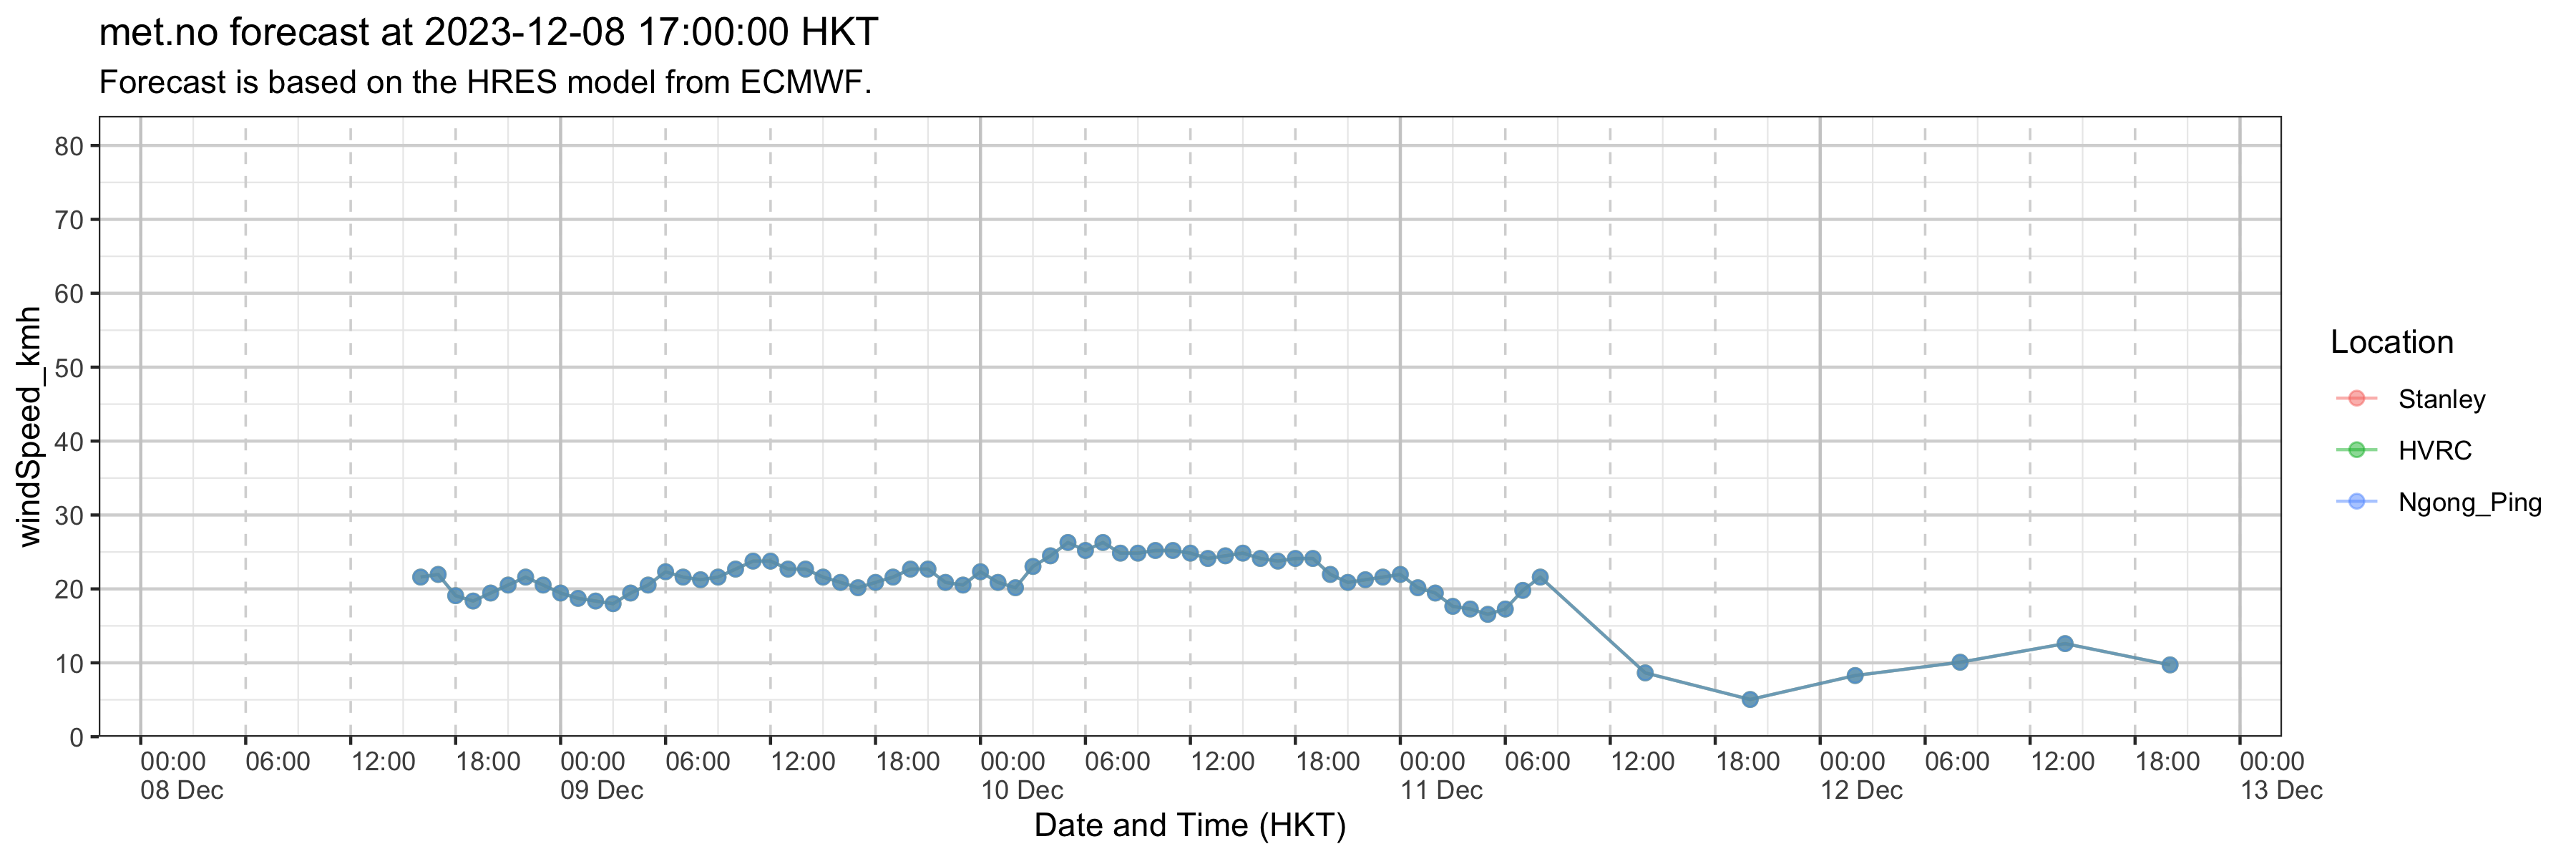 met.no forecast at 2023-12-08 17:00:00 HKT
Forecast is based on the HRES model from ECMWF.
windSpeed_kmh
80
70
60
50
40
30
20
10
0
00:00 06:00 12:00 18:00 00:00 06:00 12:00 18:00 00:00 06:00 12:00 18:00 00:00 06:00 12:00 18:00 00:00 06:00 12:00 18:00 00:00
08 Dec 09 Dec 10 Dec 11 Dec 12 Dec 13 Dec
Date and Time (HKT)
Location
Stanley
HVRC
Ngong_Ping